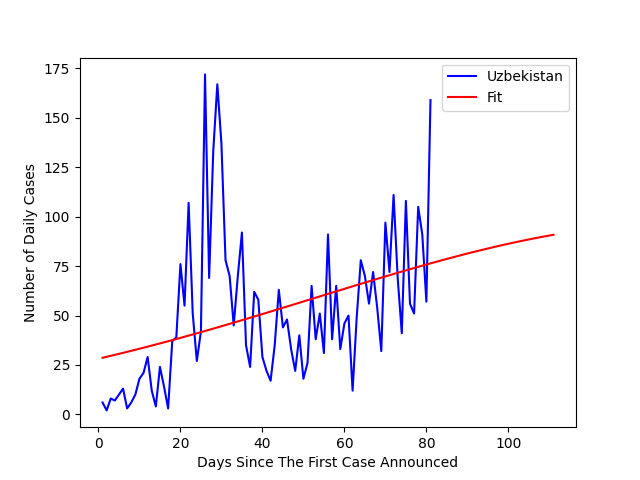 Uzbekistan
Fit
Number of Daily Cases
175
150
125
100
75
50
25
0
0 20 40 60 80 100
Days Since The First Case Announced